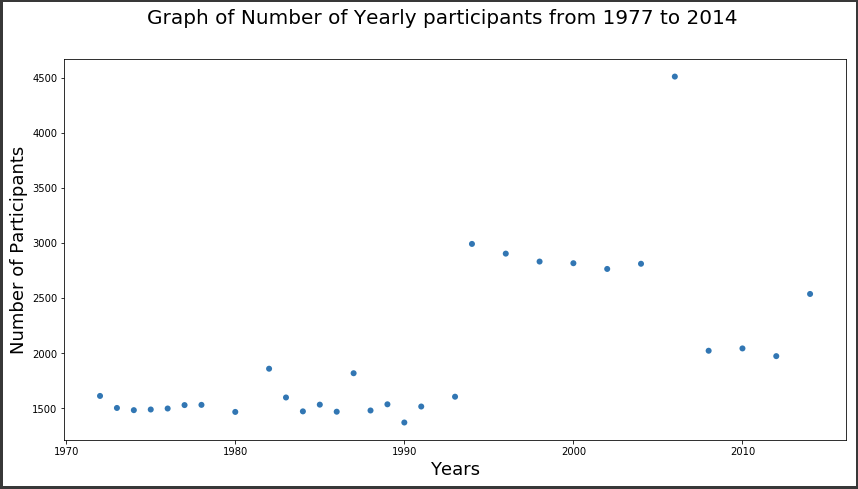 Graph of Number of Yearly participants from 1977 to 2014
Number of Participants
4500
4000
3500
3000
2500
2000
1500
1970 1980 1990 2000 2010
Years